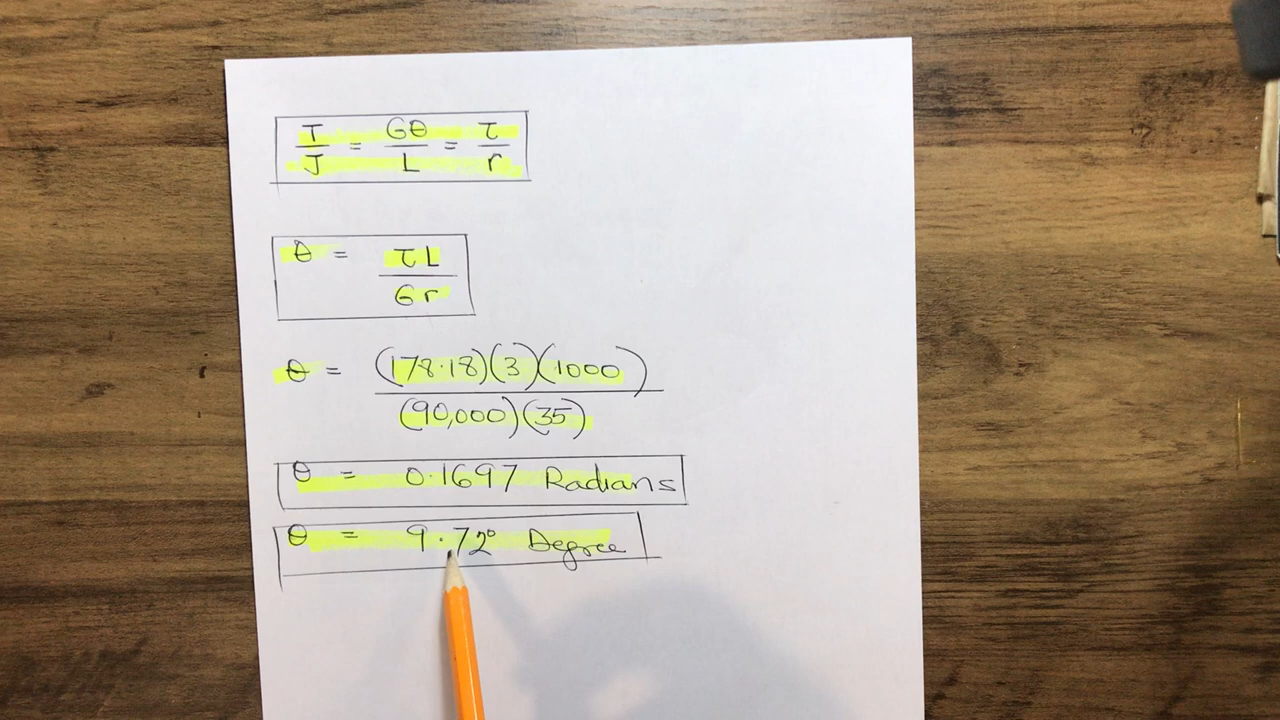 T/J = Gθ/L = τ/r
θ = τL/Gr
θ = (178.18)(3)(1000)/(90,000)(35)
θ = 0.1697 Radians
θ = 9.72° Degree